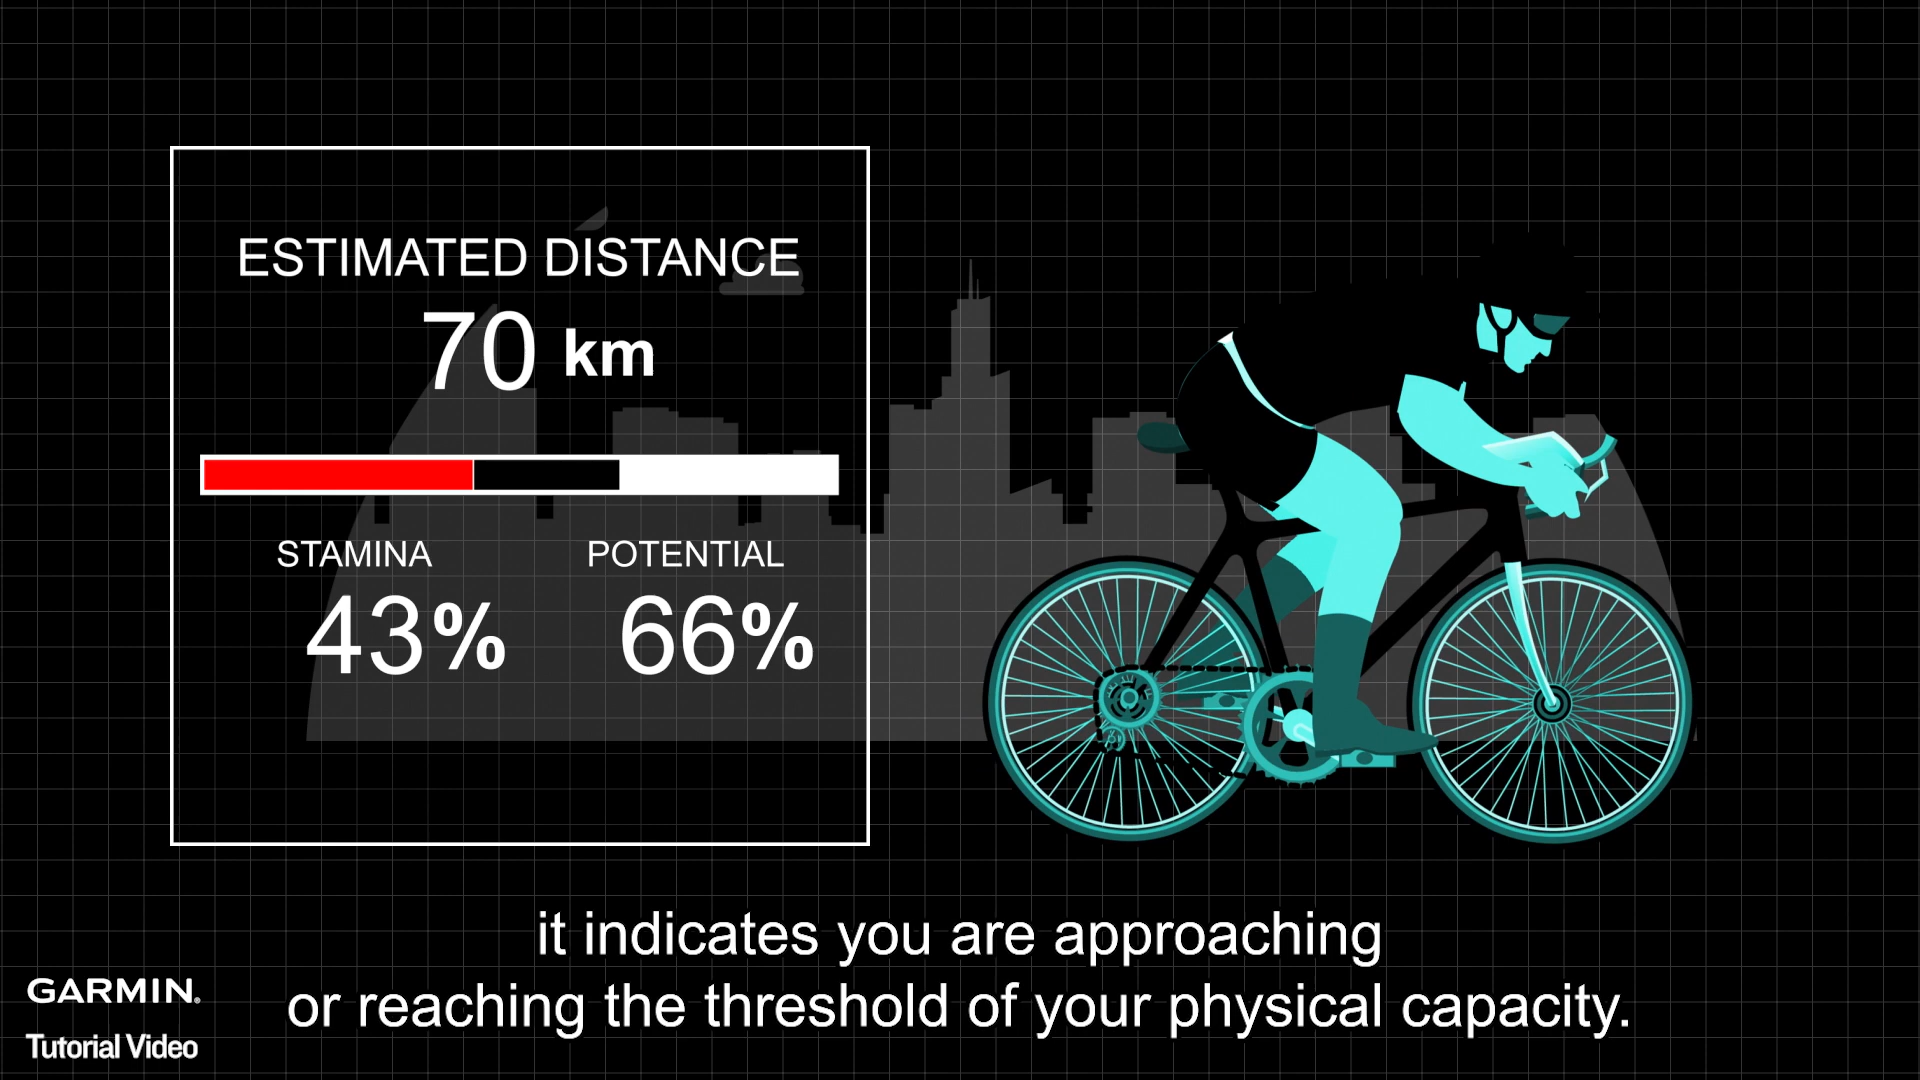 ESTIMATED DISTANCE
70 km
STAMINA POTENTIAL
43% 66%
it indicates you are approaching
or reaching the threshold of your physical capacity.
GARMIN.
Tutorial Video